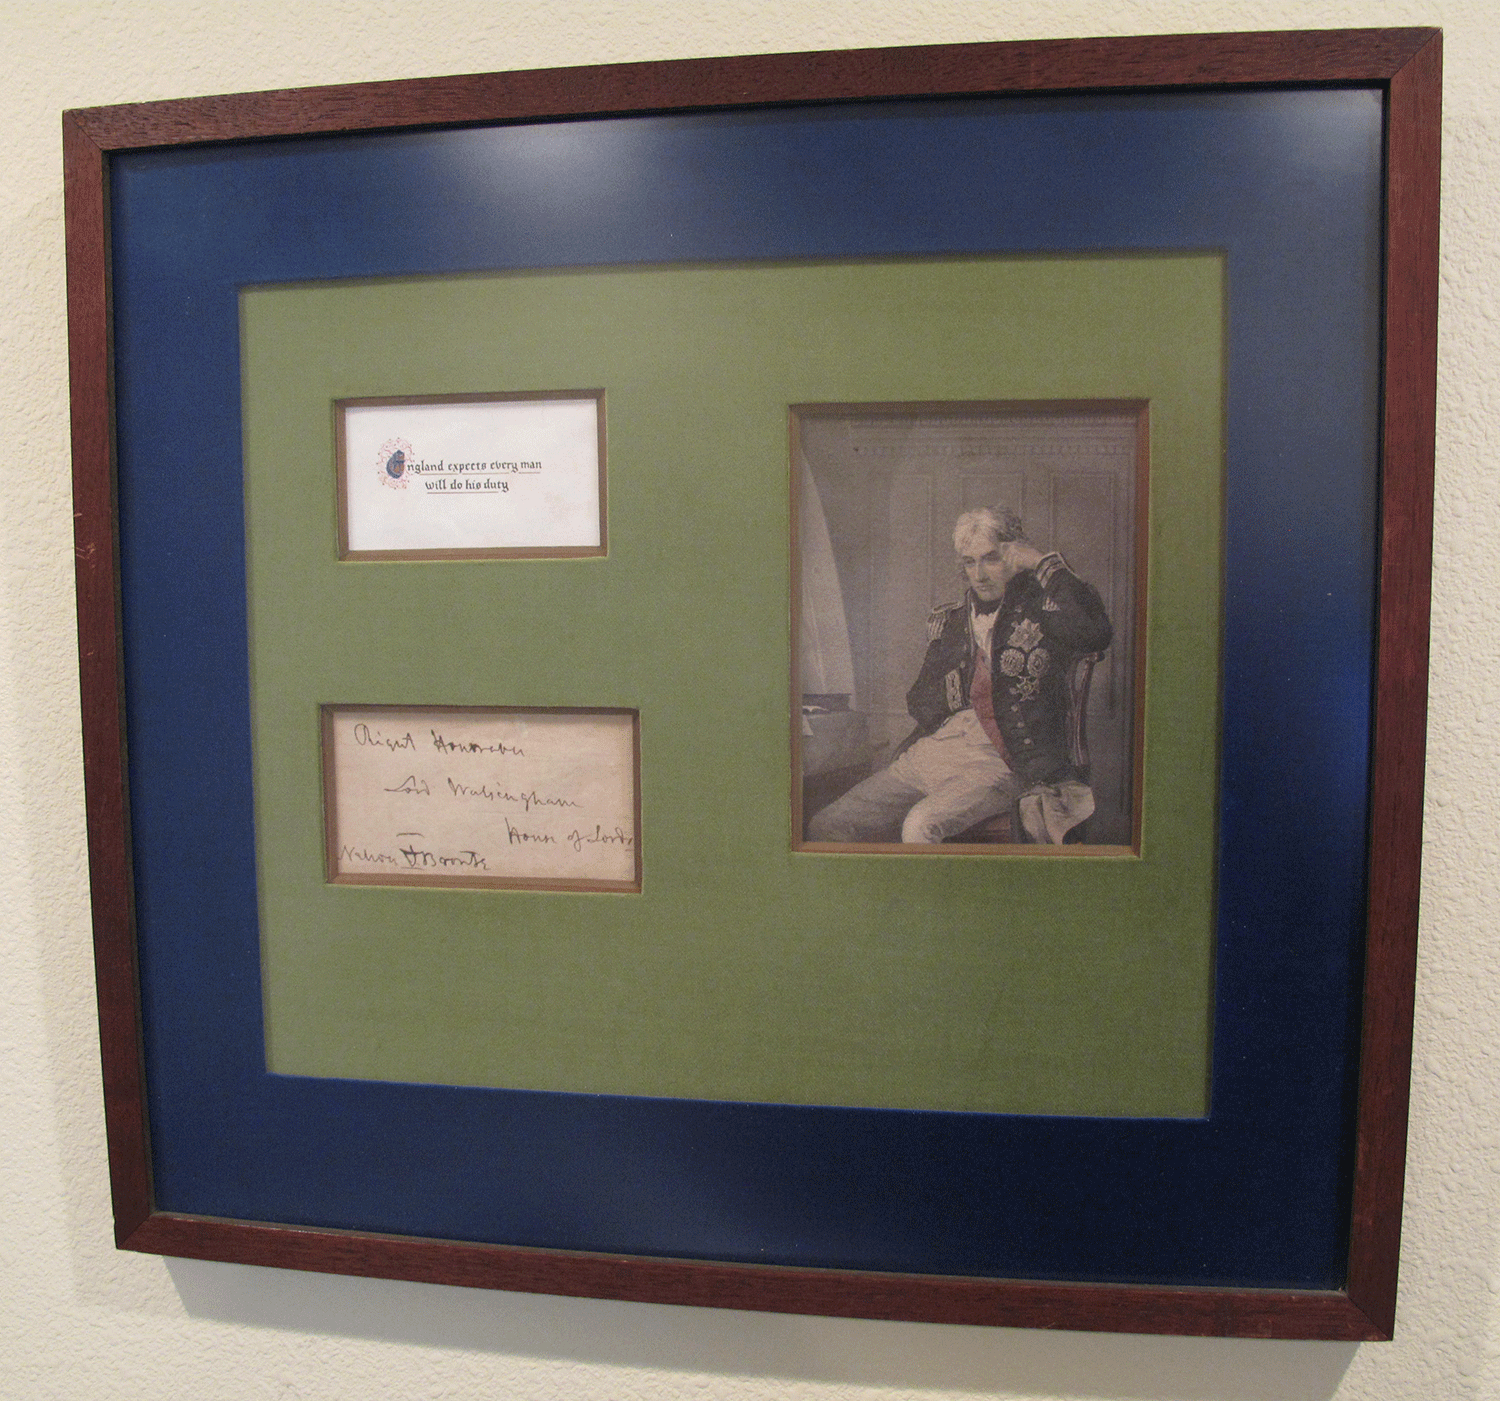 England expects every man
will do his duty
Right Honorable
Lord Walsingham
House of Lords
Nelson & Bronte